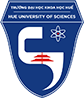 TRƯỜNG ĐẠI HỌC KHOA HỌC HUẾ
HUE UNIVERSITY OF SCIENCES